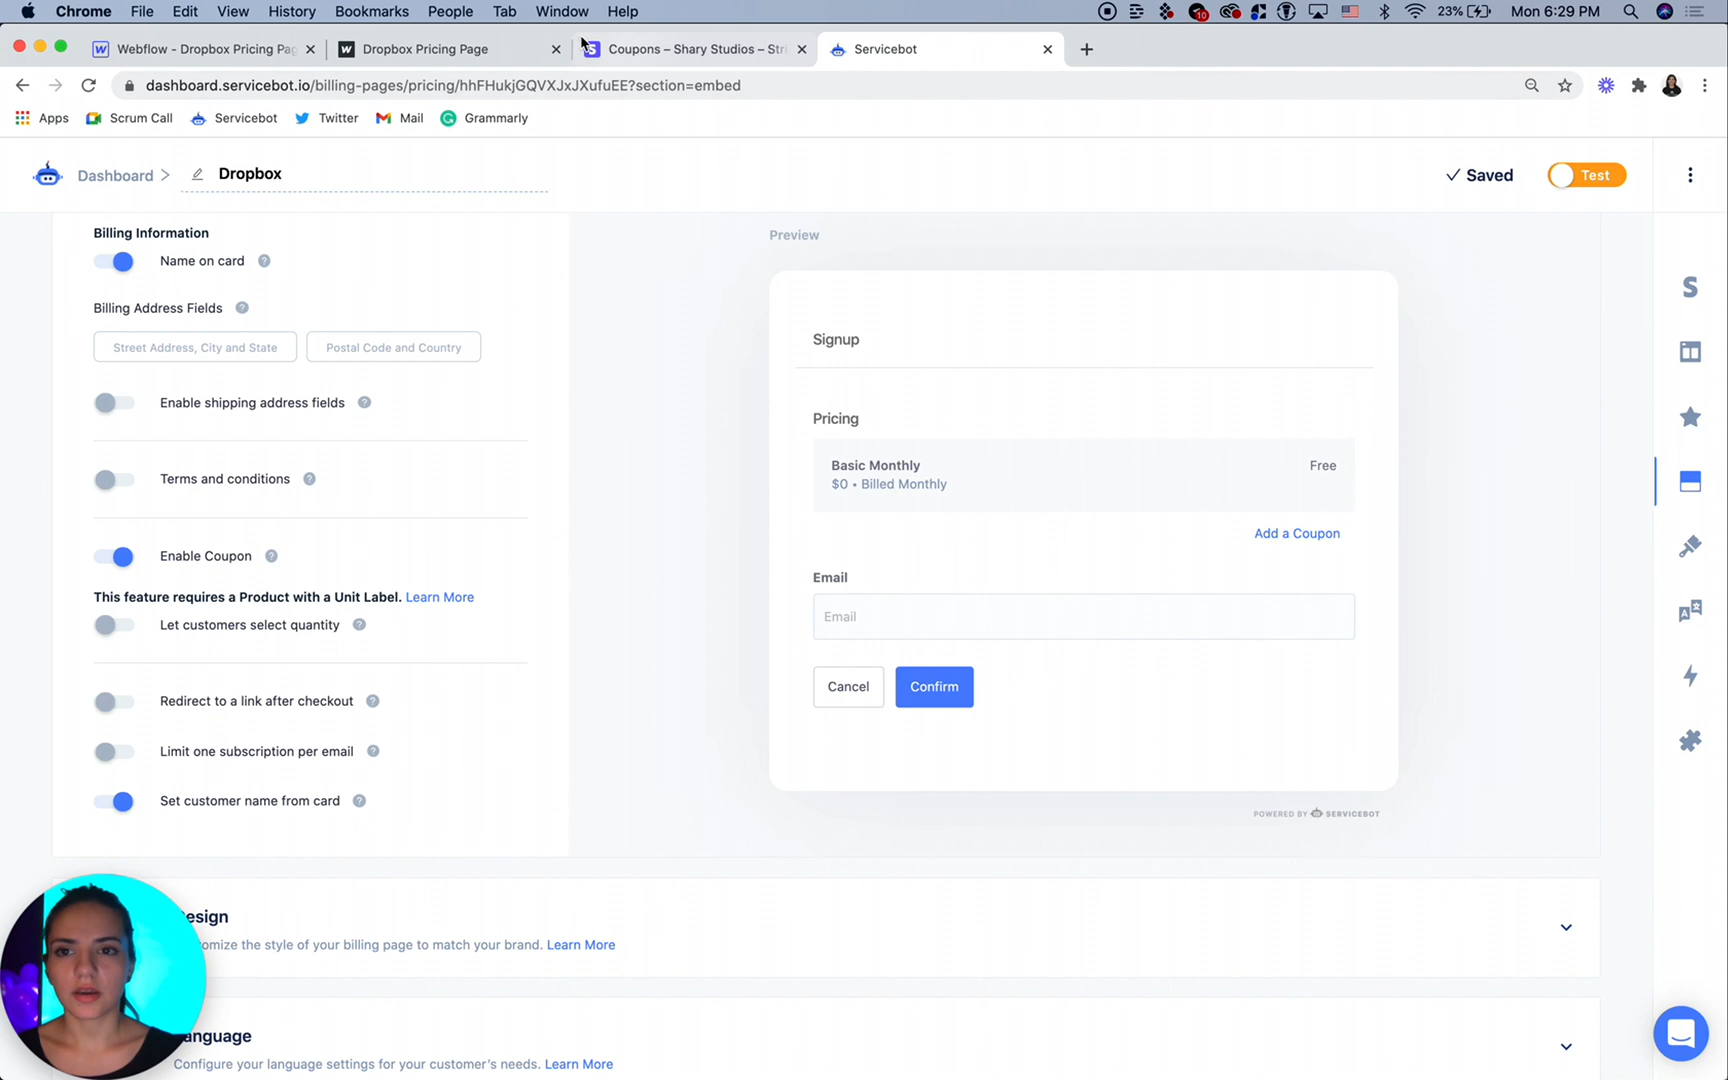 Chrome File Edit View History Bookmarks People Tab Window Help 10 23% Mon 6:29 PM
Webflow - Dropbox Pricing Pag Dropbox Pricing Page Coupons – Shary Studios – Stri Servicebot
dashboard.servicebot.io/billing-pages/pricing/hhFHukjGQVXJxJXufuEE?section=embed
Apps Scrum Call Servicebot Twitter Mail Grammarly
Dashboard > Dropbox Saved Test
Billing Information
Name on card ?
Billing Address Fields ?
Street Address, City and State Postal Code and Country
Enable shipping address fields ?
Terms and conditions ?
Enable Coupon ?
This feature requires a Product with a Unit Label. Learn More
Let customers select quantity ?
Redirect to a link after checkout ?
Limit one subscription per email ?
Set customer name from card ?
Preview
Signup
Pricing
Basic Monthly Free
$0 • Billed Monthly
Add a Coupon
Email
Email
Cancel Confirm
POWERED BY SERVICEBOT
S
esign
omize the style of your billing page to match your brand. Learn More
anguage
Configure your language settings for your customer's needs. Learn More